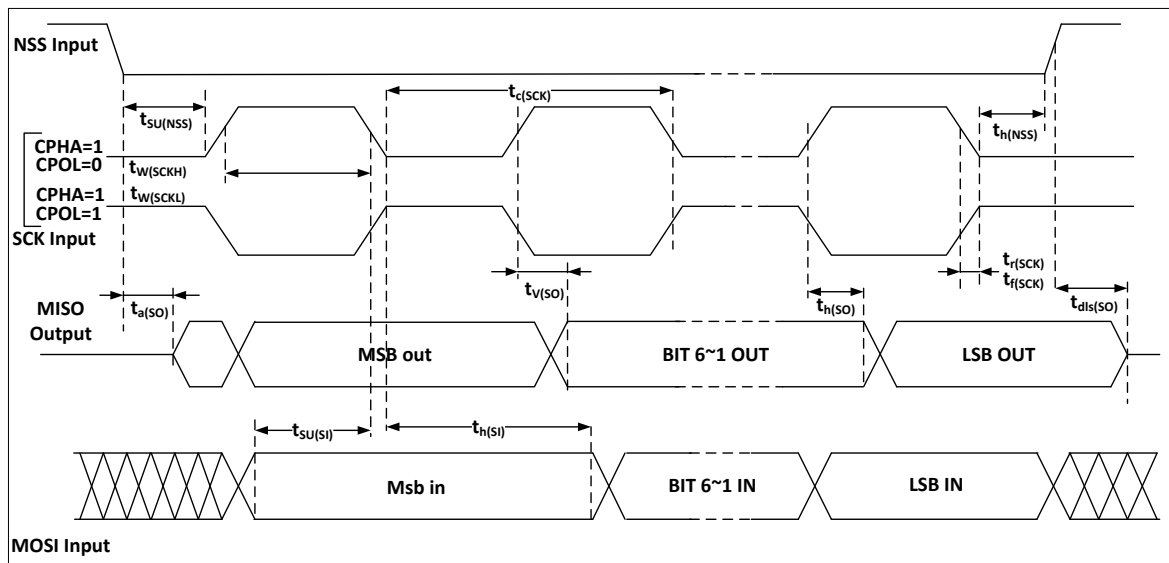 NSS Input
tc(SCK)
tSU(NSS)
th(NSS)
CPHA=1
CPOL=0
tW(SCKH)
CPHA=1
tW(SCKL)
CPOL=1
SCK Input
tr(SCK)
tf(SCK)
ta(SO)
tV(SO)
th(SO)
tdis(SO)
MISO
Output
MSB out
BIT 6~1 OUT
LSB OUT
tSU(SI)
th(SI)
Msb in
BIT 6~1 IN
LSB IN
MOSI Input